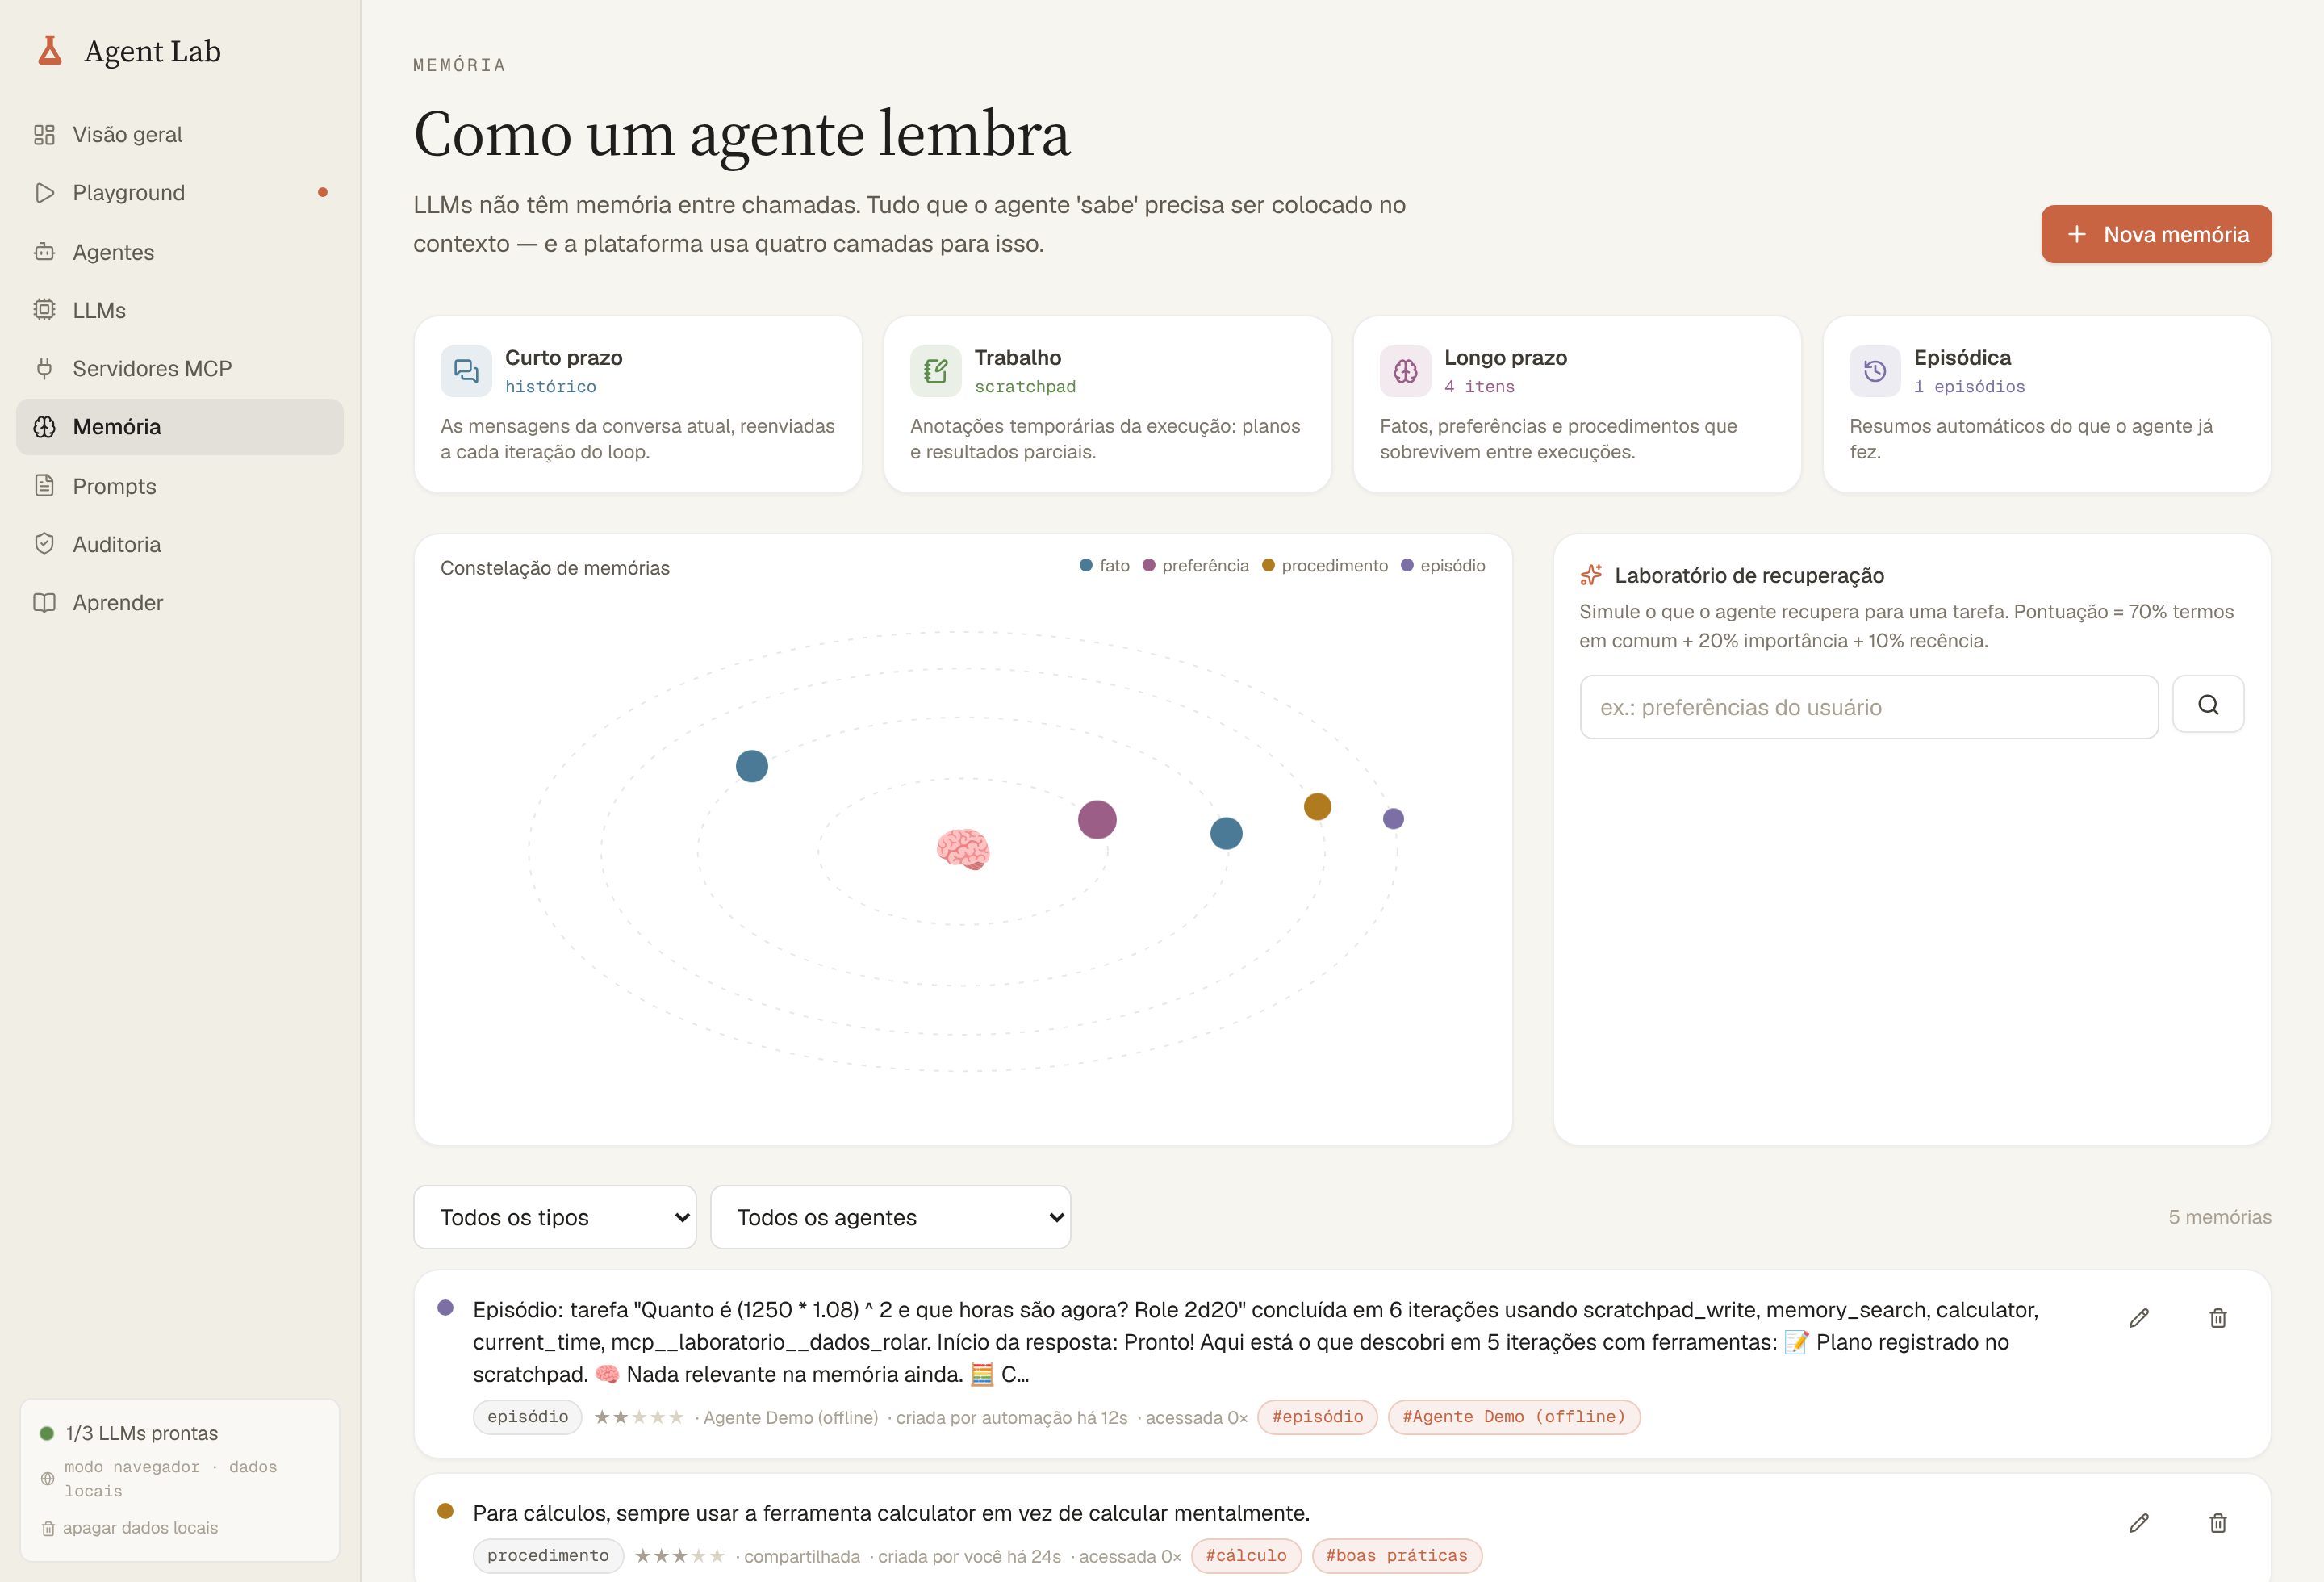 Agent Lab
Visão geral
Playground
Agentes
LLMs
Servidores MCP
Memória
Prompts
Auditoria
Aprender
1/3 LLMs prontas
modo navegador · dados
locais
apagar dados locais
MEMÓRIA
Como um agente lembra
LLMs não têm memória entre chamadas. Tudo que o agente 'sabe' precisa ser colocado no
contexto — e a plataforma usa quatro camadas para isso.
Nova memória
Curto prazo
histórico
As mensagens da conversa atual, reenviadas
a cada iteração do loop.
Trabalho
scratchpad
Anotações temporárias da execução: planos
e resultados parciais.
Longo prazo
4 itens
Fatos, preferências e procedimentos que
sobrevivem entre execuções.
Episódica
1 episódios
Resumos automáticos do que o agente já
fez.
Constelação de memórias
fato preferência procedimento episódio
Laboratório de recuperação
Simule o que o agente recupera para uma tarefa. Pontuação = 70% termos
em comum + 20% importância + 10% recência.
ex.: preferências do usuário
Todos os tipos
Todos os agentes
5 memórias
Episódio: tarefa "Quanto é (1250 * 1.08) ^ 2 e que horas são agora? Role 2d20" concluída em 6 iterações usando scratchpad_write, memory_search, calculator,
current_time, mcp__laboratorio__dados_rolar. Início da resposta: Pronto! Aqui está o que descobri em 5 iterações com ferramentas: 📝 Plano registrado no
scratchpad. 🧠 Nada relevante na memória ainda. 🧮 C…
episódio ★★★★★ · Agente Demo (offline) · criada por automação há 12s · acessada 0× #episódio #Agente Demo (offline)
Para cálculos, sempre usar a ferramenta calculator em vez de calcular mentalmente.
procedimento ★★★★★ · compartilhada · criada por você há 24s · acessada 0× #cálculo #boas práticas